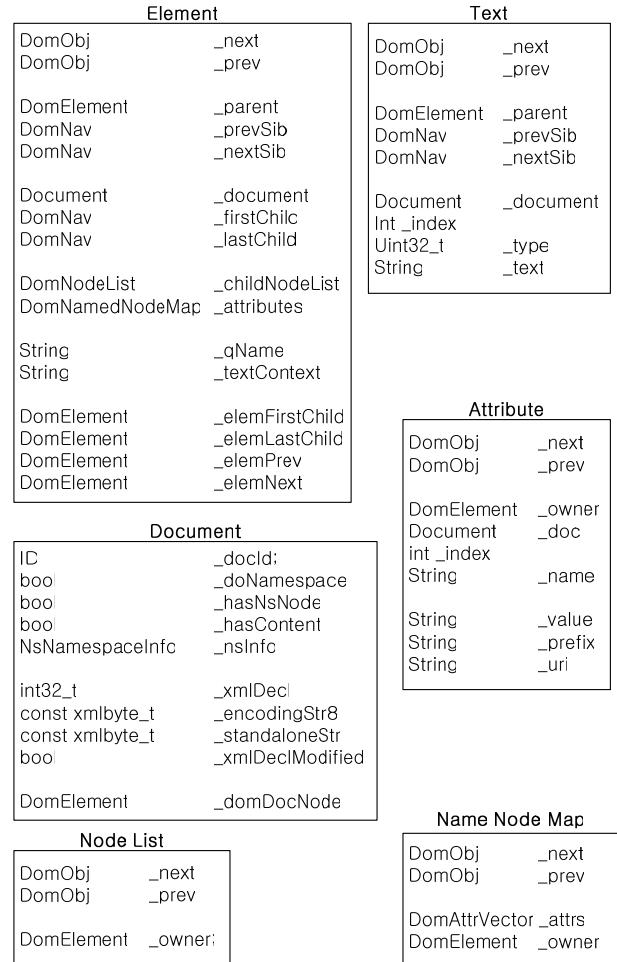 Element
DomObj _next
DomObj _prev
DomElement _parent
DomNav _prevSib
DomNav _nextSib
Document _document
DomNav _firstChild
DomNav _lastChild
DomNodeList _childNodeList
DomNamedNodeMap _attributes
String _qName
String _textContext
DomElement _elemFirstChild
DomElement _elemLastChild
DomElement _elemPrev
DomElement _elemNext
Text
DomObj _next
DomObj _prev
DomElement _parent
DomNav _prevSib
DomNav _nextSib
Document _document
Int _index
Uint32_t _type
String _text
Attribute
DomObj _next
DomObj _prev
DomElement _owner
Document _doc
int _index
String _name
String _value
String _prefix
String _uri
Document
ID _docId;
bool _doNamespace
bool _hasNsNode
bool _hasContent
NsNamespaceInfo _nsInfo
int32_t _xmlDecl
const xmlbyte_t _encodingStr8
const xmlbyte_t _standaloneStr
bool _xmlDeclModified
DomElement _domDocNode
Node List
DomObj _next
DomObj _prev
DomElement _owner;
Name Node Map
DomObj _next
DomObj _prev
DomAttrVector _attrs
DomElement _owner